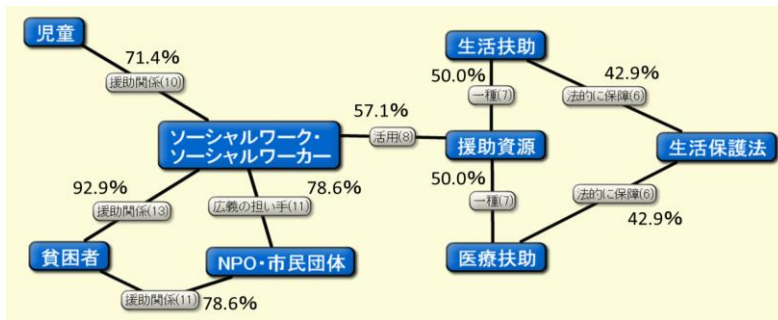 児童
71.4%
援助関係(10)
生活扶助
50.0%
一種(7)
42.9%
法的に保障(6)
57.1%
活用(8)
ソーシャルワーク・
ソーシャルワーカー
援助資源
生活保護法
92.9%
援助関係(13)
78.6%
広義の担い手(11)
50.0%
一種(7)
法的に保障(6)
42.9%
貧困者
NPO・市民団体
医療扶助
援助関係(11)
78.6%